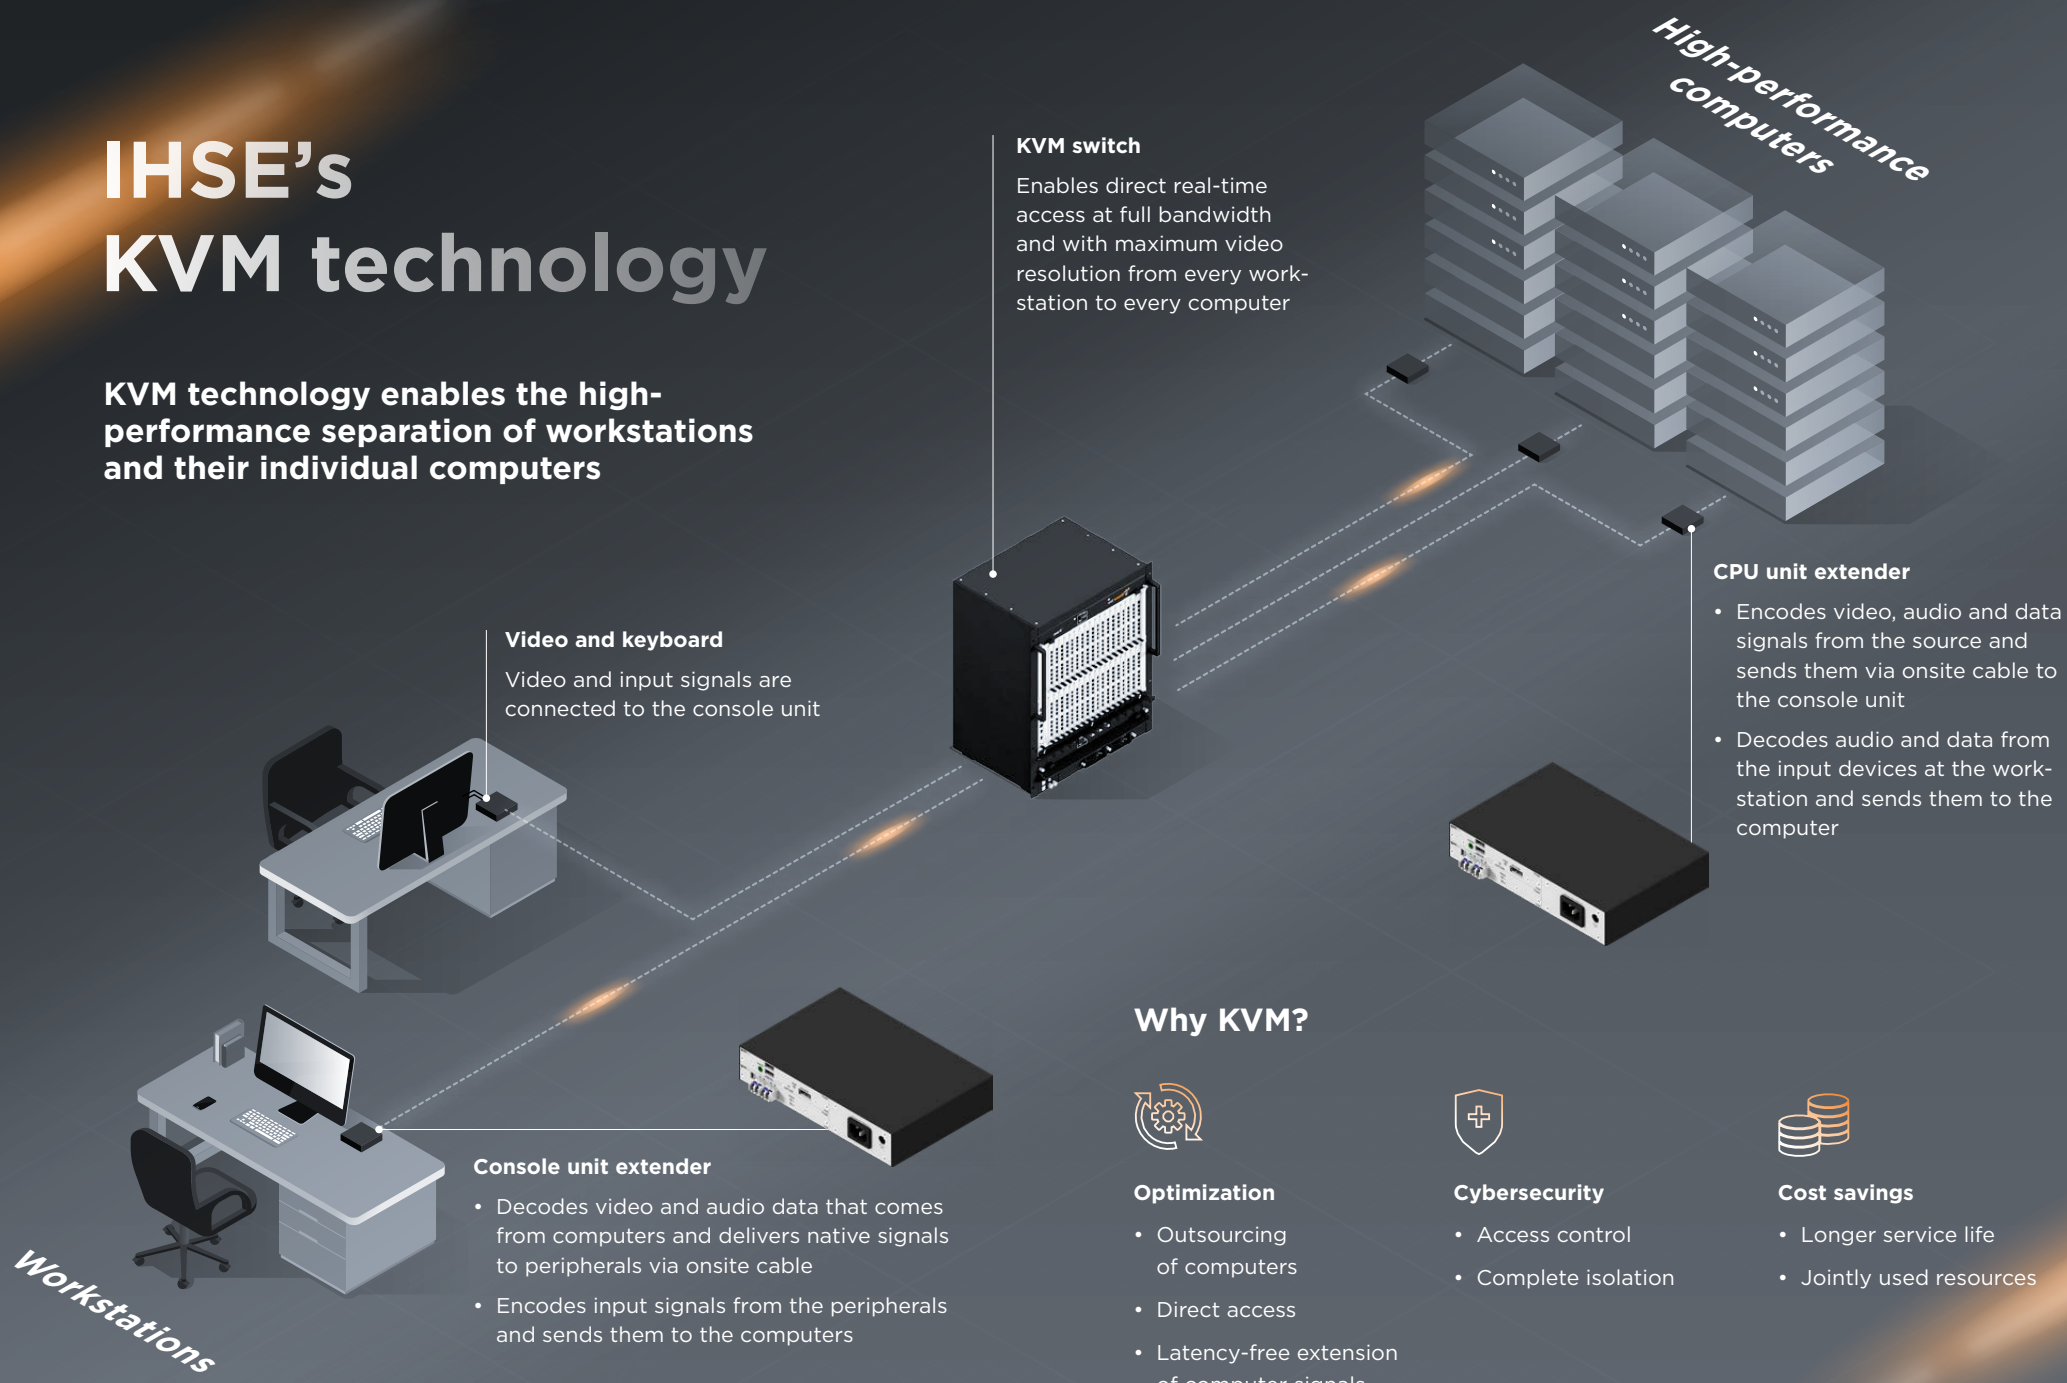 IHSE’s
KVM technology
KVM technology enables the high-
performance separation of workstations
and their individual computers
KVM switch
Enables direct real-time
access at full bandwidth
and with maximum video
resolution from every work-
station to every computer
High-performance
computers
CPU unit extender
• Encodes video, audio and data
signals from the source and
sends them via onsite cable to
the console unit
• Decodes audio and data from
the input devices at the work-
station and sends them to the
computer
Video and keyboard
Video and input signals are
connected to the console unit
Workstations
Console unit extender
• Decodes video and audio data that comes
from computers and delivers native signals
to peripherals via onsite cable
• Encodes input signals from the peripherals
and sends them to the computers
Why KVM?
Optimization
• Outsourcing
of computers
• Direct access
• Latency-free extension
of computer signals
Cybersecurity
• Access control
• Complete isolation
Cost savings
• Longer service life
• Jointly used resources